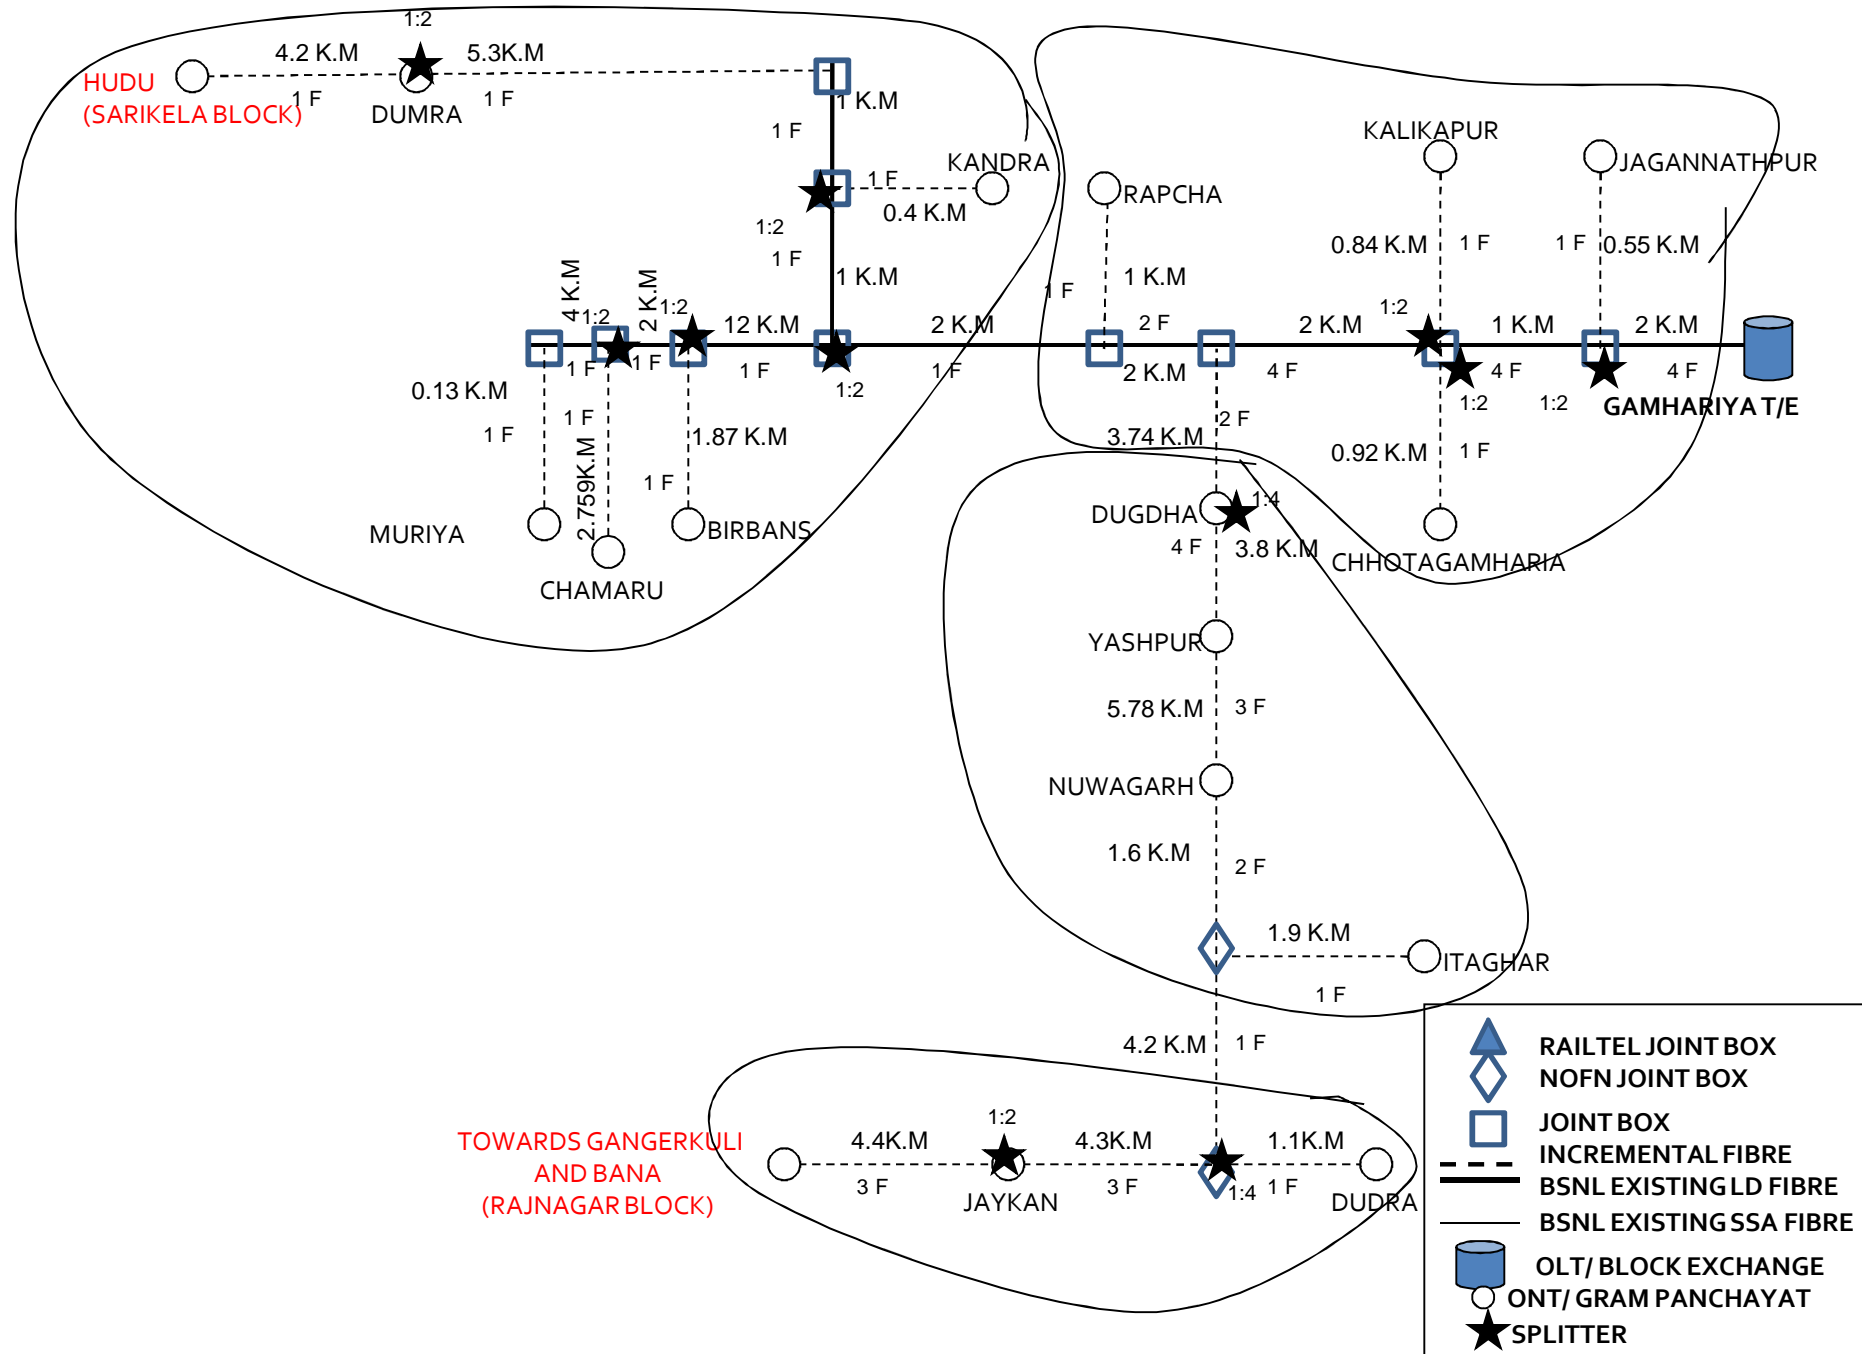 1:2
4.2 K.M
5.3K.M
HUDU
(SARIKELA BLOCK)
1 F
1 F
DUMRA
1 K.M
1 F
KANDRA
1 F
0.4 K.M
1:2
1 F
1 K.M
4 K.M
1:2
2 K.M
1:2
12 K.M
2 K.M
1 F
1 F
1 F
1 F
1:2
0.13 K.M
1 F
1 F
2.759K.M
1.87 K.M
1 F
MURIYA
CHAMARU
BIRBANS
RAPCHA
1 F
1 K.M
2 F
2 K.M
KALIKAPUR
JAGANNATHPUR
0.84 K.M
1 F
1 F
0.55 K.M
1:2
2 K.M
1 K.M
2 K.M
4 F
4 F
4 F
1:2
1:2
GAMHARIYA T/E
0.92 K.M
1 F
CHHOTAGAMHARIA
2 F
3.74 K.M
DUGDHA
1:4
4 F
3.8 K.M
YASHPUR
5.78 K.M
3 F
NUWAGARH
1.6 K.M
2 F
1.9 K.M
ITAGHAR
1 F
4.2 K.M
1 F
TOWARDS GANGERKULI
AND BANA
(RAJNAGAR BLOCK)
4.4K.M
1:2
4.3K.M
1.1K.M
3 F
JAYKAN
3 F
1:4
1 F
DUDRA
RAILTEL JOINT BOX
NOFN JOINT BOX
JOINT BOX
INCREMENTAL FIBRE
BSNL EXISTING LD FIBRE
BSNL EXISTING SSA FIBRE
OLT/ BLOCK EXCHANGE
ONT/ GRAM PANCHAYAT
SPLITTER